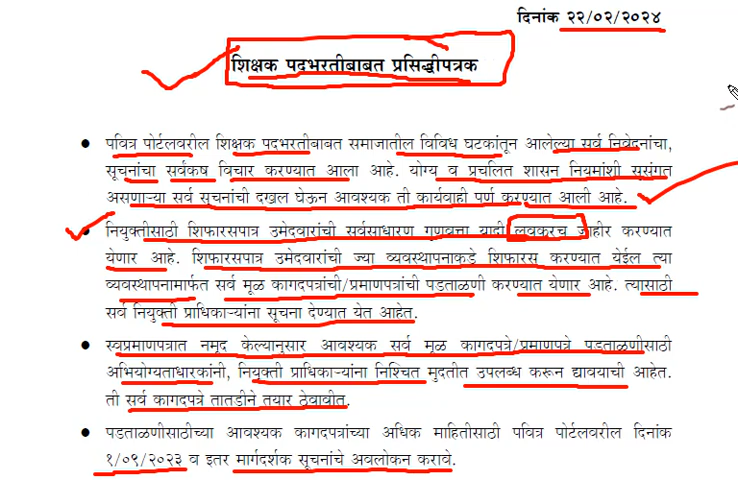 दिनांक २२/०२/२०२४
शिक्षक पदभरतीबाबत प्रसिद्धीपत्रक
● पवित्र पोर्टलवरील शिक्षक पदभरतीबाबत समाजातील विविध घटकांतून आलेल्या सर्व निवेदनांचा,
सूचनांचा सर्वकष विचार करण्यात आला आहे. योग्य व प्रचलित शासन नियमांशी सुसंगत
असणाऱ्या सर्व सूचनांची दखल घेऊन आवश्यक ती कार्यवाही पर्ण करण्यात आली आहे.
● नियुक्तीसाठी शिफारसपात्र उमेदवारांची सर्वसाधारण गुणवत्ता यादी लवकरच जाहीर करण्यात
येणार आहे. शिफारसपात्र उमेदवारांची ज्या व्यवस्थापनाकडे शिफारस करण्यात येईल त्या
व्यवस्थापनामार्फत सर्व मूळ कागदपत्रांची/प्रमाणपत्रांची पडताळणी करण्यात येणार आहे. त्यासाठी
सर्व नियुक्ती प्राधिकाऱ्यांना सूचना देण्यात येत आहेत.
● स्वप्रमाणपत्रात नमूद केल्यानुसार आवश्यक सर्व मूळ कागदपत्रे/प्रमाणपत्रे पडताळणीसाठी
अभियोग्यताधारकांनी, नियुक्ती प्राधिकाऱ्यांना निश्चित मुदतीत उपलब्ध करून द्यावयाची आहेत.
ती सर्व कागदपत्रे तातडीने तयार ठेवावीत.
● पडताळणीसाठीच्या आवश्यक कागदपत्रांच्या अधिक माहितीसाठी पवित्र पोर्टलवरील दिनांक
१/०९/२०२३ व इतर मार्गदर्शक सूचनांचे अवलोकन करावे.